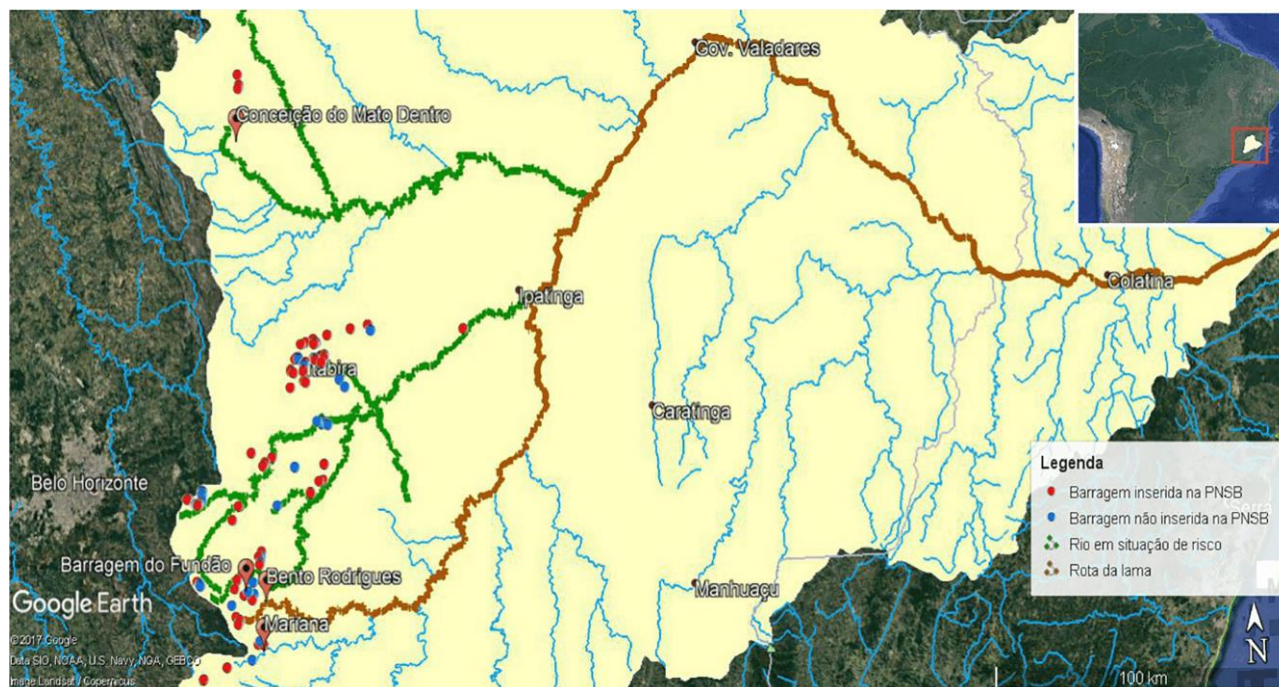 Gov. Valadares
Conceição do Mato Dentro
Ipatinga
Colatina
Itabira
Caratinga
Belo Horizonte
Legenda
Barragem inserida na PNSB
Barragem não inserida na PNSB
Rio em situação de risco
Rota da lama
Serra
Barragem do Fundão
Bento Rodrigues
Manhuaçu
Google Earth
Mariana
©2017 Google
Data SIO, NOAA, U.S. Navy, NGA, GEBCO
Image Landsat / Copernicus
100 km
N